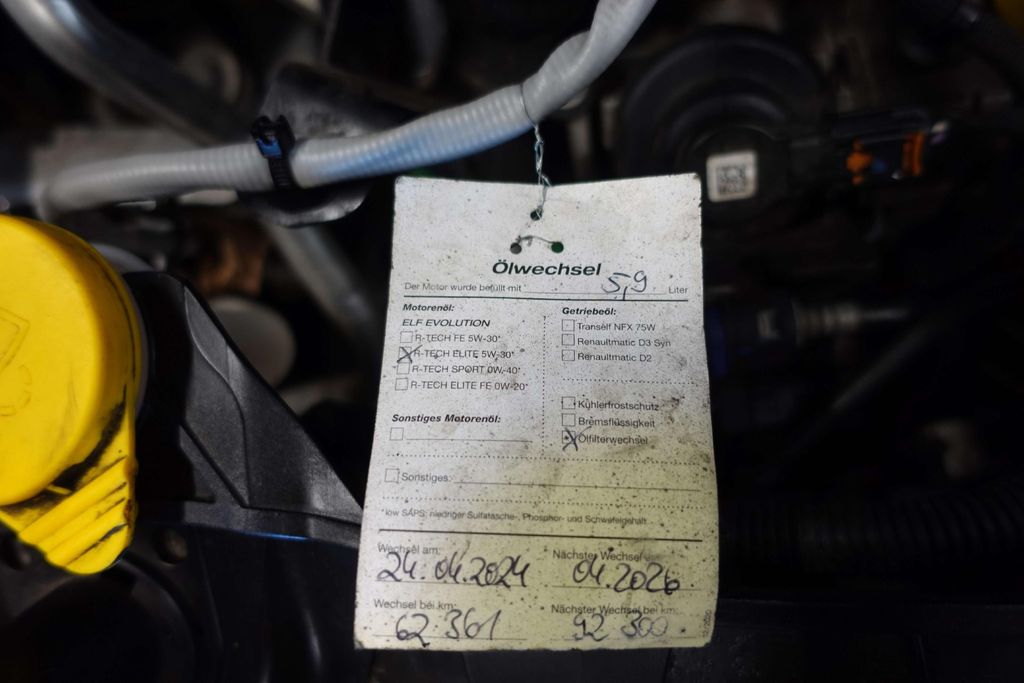 Ölwechsel
Der Motor wurde befüllt mit 5,9 Liter
Motorenöl:
ELF EVOLUTION
R-TECH FE 5W-30*
R-TECH ELITE 5W-30*
R-TECH SPORT 0W-40*
R-TECH ELITE FE 0W-20*
Sonstiges Motorenöl:
Getriebeöl:
Tranself NFX 75W
Renaultmatic D3 Syn
Renaultmatic D2
Kühlerfrostschutz
Bremsflüssigkeit
Ölfilterwechsel
Sonstiges:
*low SAPS: niedriger Sulfatasche-, Phosphor- und Schwefelgehalt
Wechsel am: Nächster Wechsel
24.04.2024 04.2026
Wechsel bei km: Nächster Wechsel bei km:
62 361 92 300